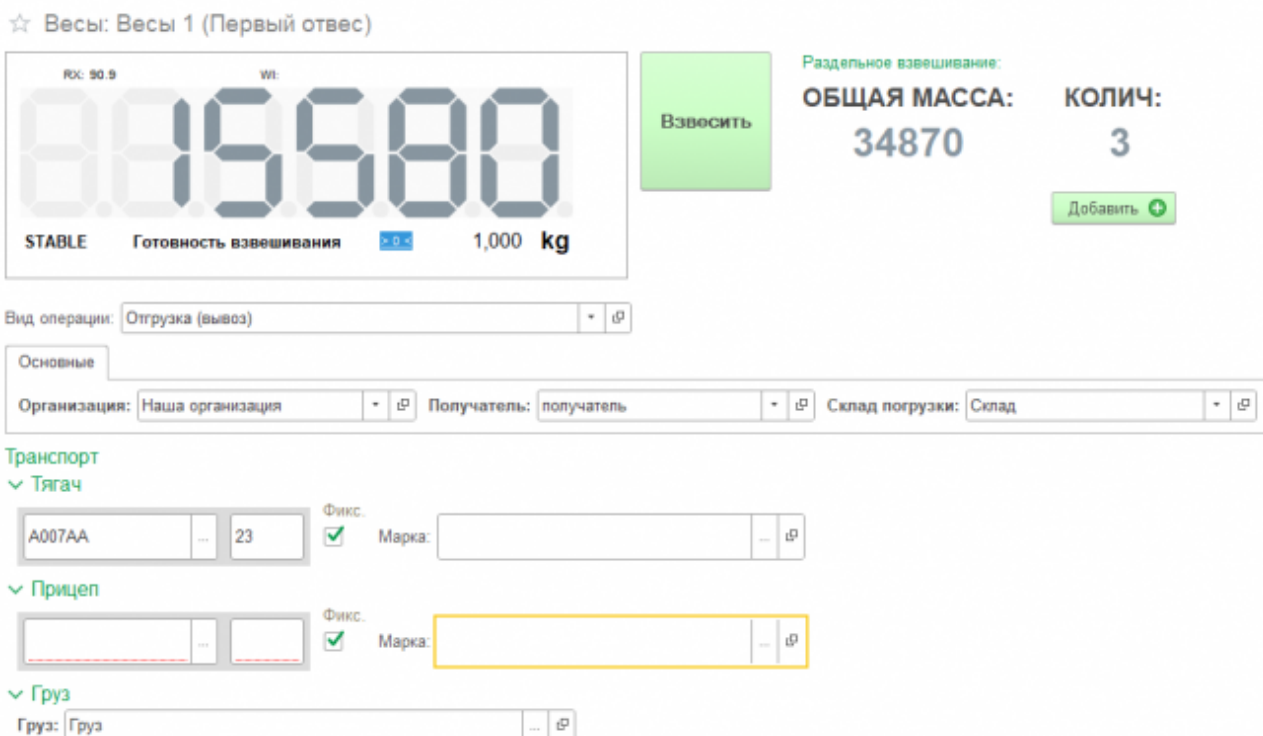 Весы: Весы 1 (Первый отвес)
RX: 90.9 WI:
15580
STABLE Готовность взвешивания > 0 < 1,000 kg
Взвесить
Раздельное взвешивание:
ОБЩАЯ МАССА: КОЛИЧ:
34870 3
Добавить
Вид операции: Отгрузка (вывоз)
Основные
Организация: Наша организация Получатель: получатель Склад погрузки: Склад
Транспорт
Тягач
A007AA ... 23 Фикс. Марка: ...
Прицеп
... Фикс. Марка: ...
Груз
Груз: Груз ...